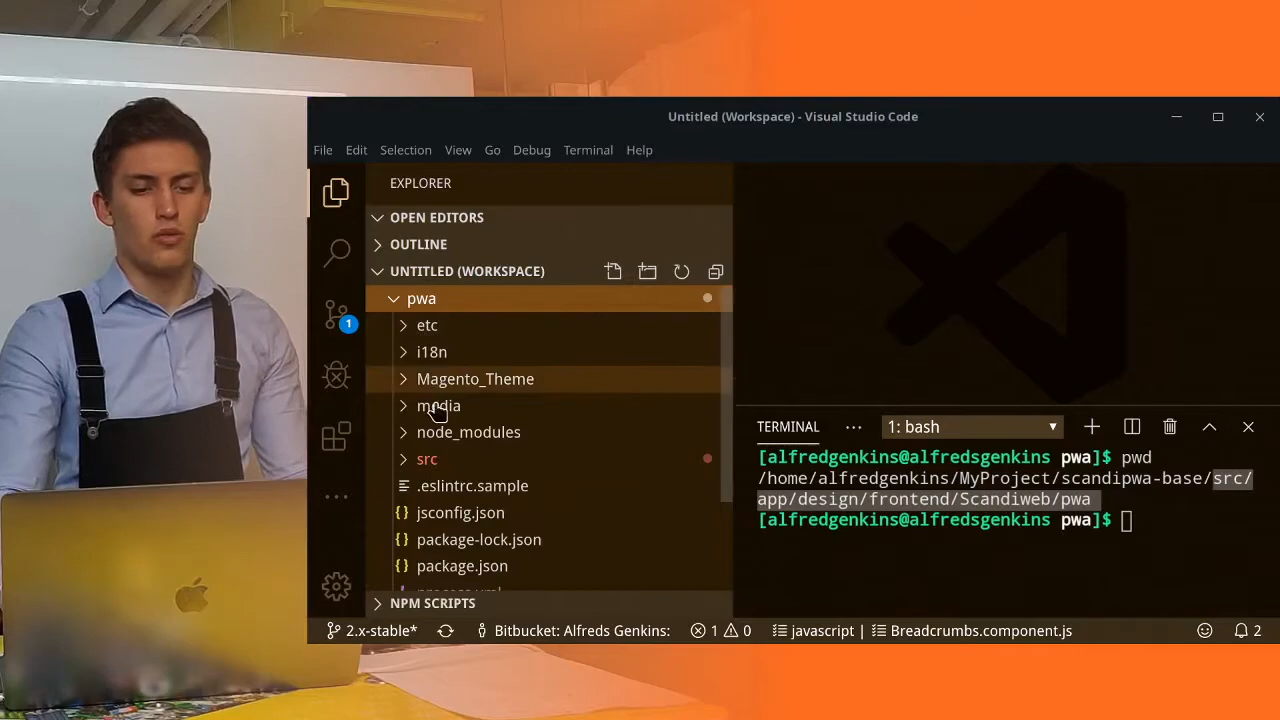 Untitled (Workspace) - Visual Studio Code
File Edit Selection View Go Debug Terminal Help
EXPLORER
OPEN EDITORS
OUTLINE
UNTITLED (WORKSPACE)
pwa
etc
i18n
Magento_Theme
media
node_modules
src
.eslintrc.sample
jsconfig.json
package-lock.json
package.json
NPM SCRIPTS
1
TERMINAL ... 1: bash
[alfredgenkins@alfredsgenkins pwa]$ pwd
/home/alfredgenkins/MyProject/scandipwa-base/src/
app/design/frontend/Scandiweb/pwa
[alfredgenkins@alfredsgenkins pwa]$
2.x-stable* Bitbucket: Alfreds Genkins: 1 0 javascript | Breadcrumbs.component.js 2